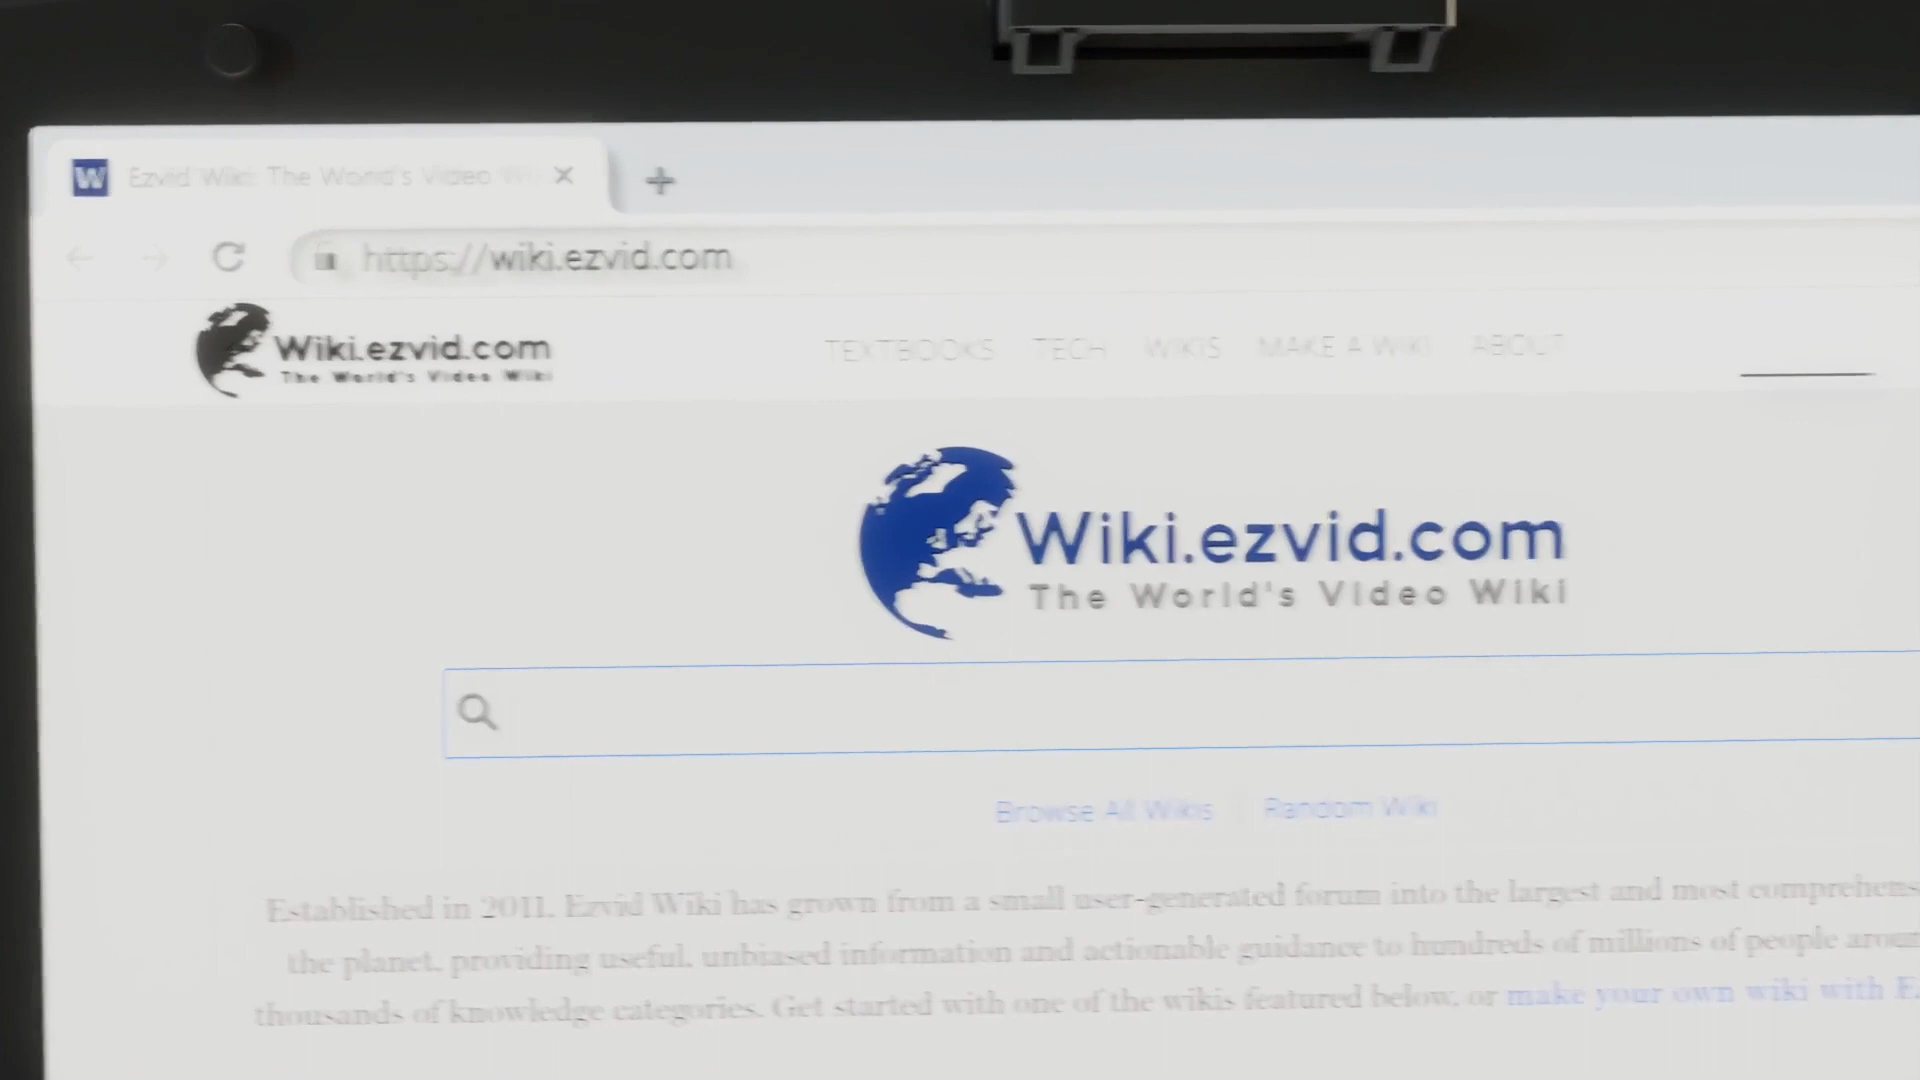 W Ezvid Wiki: The World's Video
https://wiki.ezvid.com
Wiki.ezvid.com
The World's Video Wiki
TEXTBOOKS TECH WIKIS MAKE A WIKI ABOUT
Wiki.ezvid.com
The World's Video Wiki
Browse All Wikis Random Wiki
Established in 2011, Ezvid Wiki has grown from a small user-generated forum into the largest and most comprehens
the planet, providing useful, unbiased information and actionable guidance to hundreds of millions of people aroun
thousands of knowledge categories. Get started with one of the wikis featured below, or make your own wiki with E